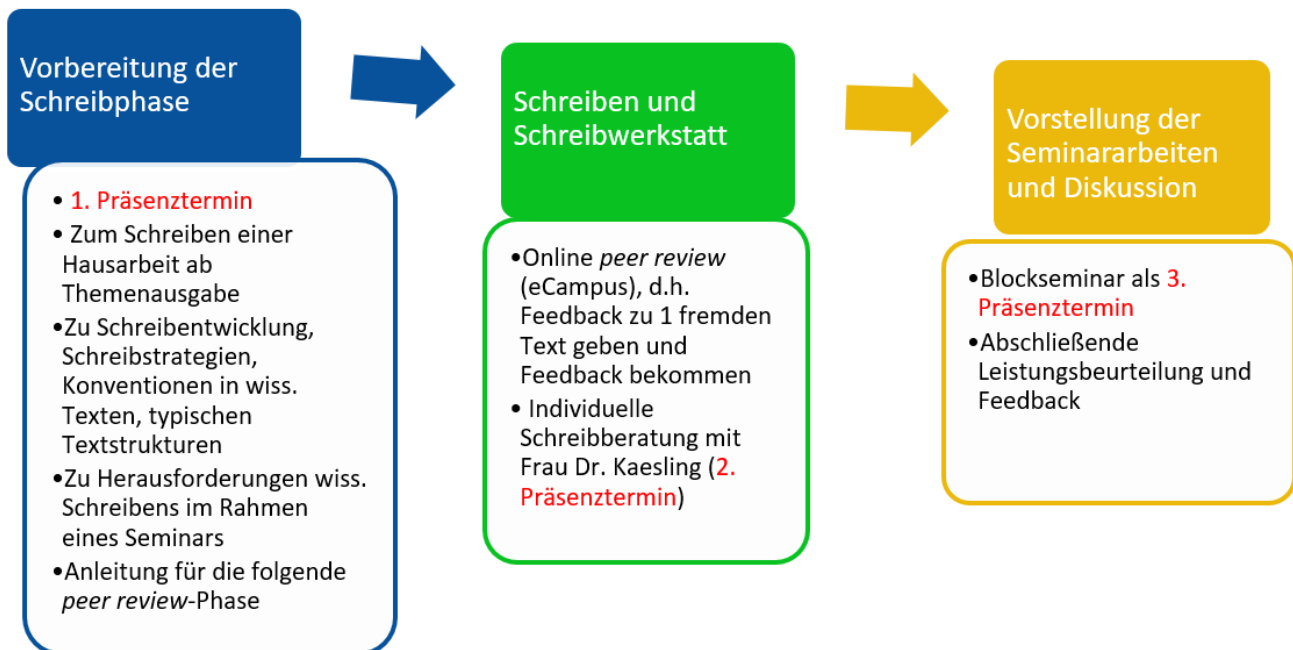 Vorbereitung der
Schreibphase
• 1. Präsenztermin
• Zum Schreiben einer
Hausarbeit ab
Themenausgabe
•Zu Schreibentwicklung,
Schreibstrategien,
Konventionen in wiss.
Texten, typischen
Textstrukturen
•Zu Herausforderungen wiss.
Schreibens im Rahmen
eines Seminars
•Anleitung für die folgende
peer review-Phase
Schreiben und
Schreibwerkstatt
•Online peer review
(eCampus), d.h.
Feedback zu 1 fremden
Text geben und
Feedback bekommen
• Individuelle
Schreibberatung mit
Frau Dr. Kaesling (2.
Präsenztermin)
Vorstellung der
Seminararbeiten
und Diskussion
•Blockseminar als 3.
Präsenztermin
•Abschließende
Leistungsbeurteilung und
Feedback